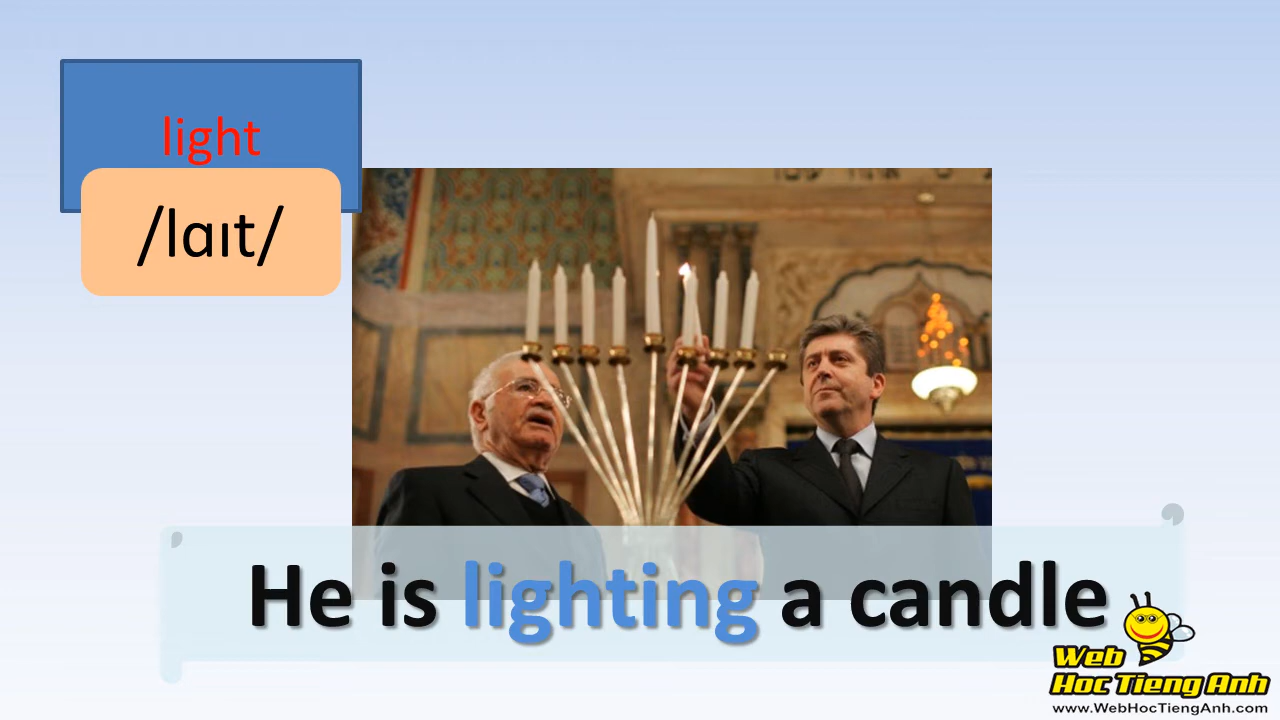 light
/laɪt/
He is lighting a candle
Web
Hoc Tieng Anh
www.WebHocTiengAnh.com